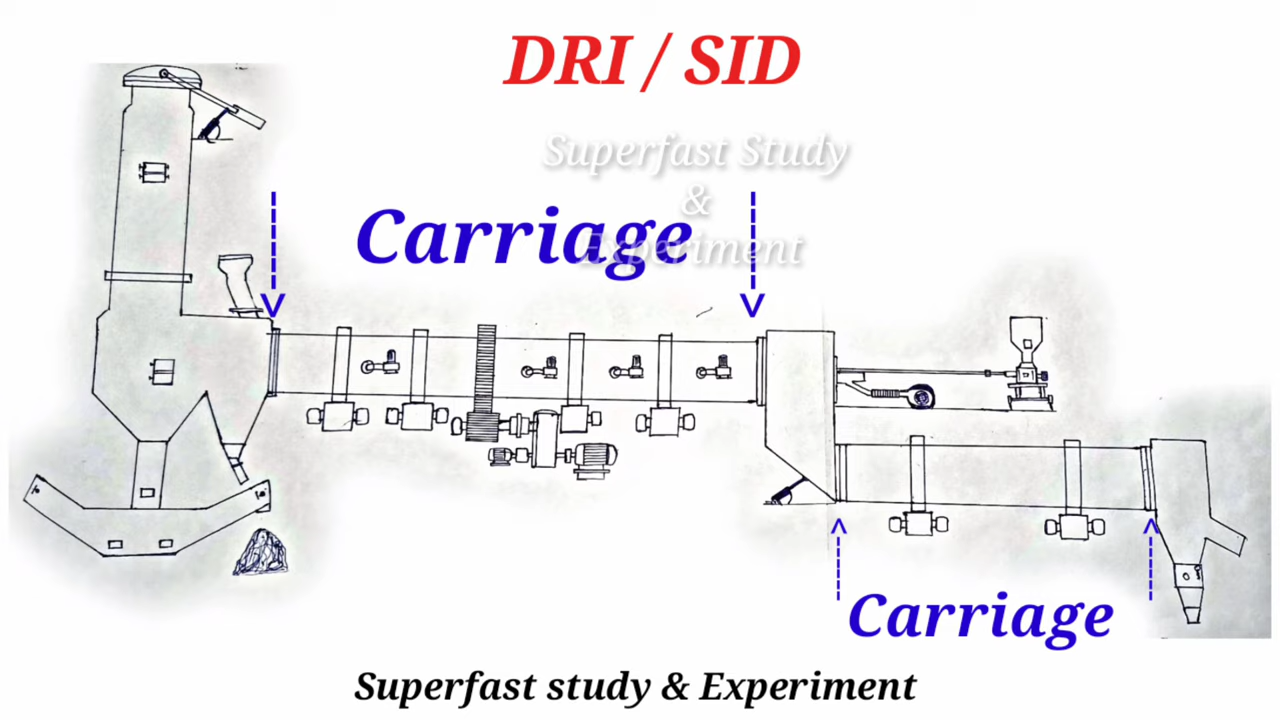 DRI / SID
Superfast Study
&
Experiment
Carriage
Carriage
Superfast study & Experiment